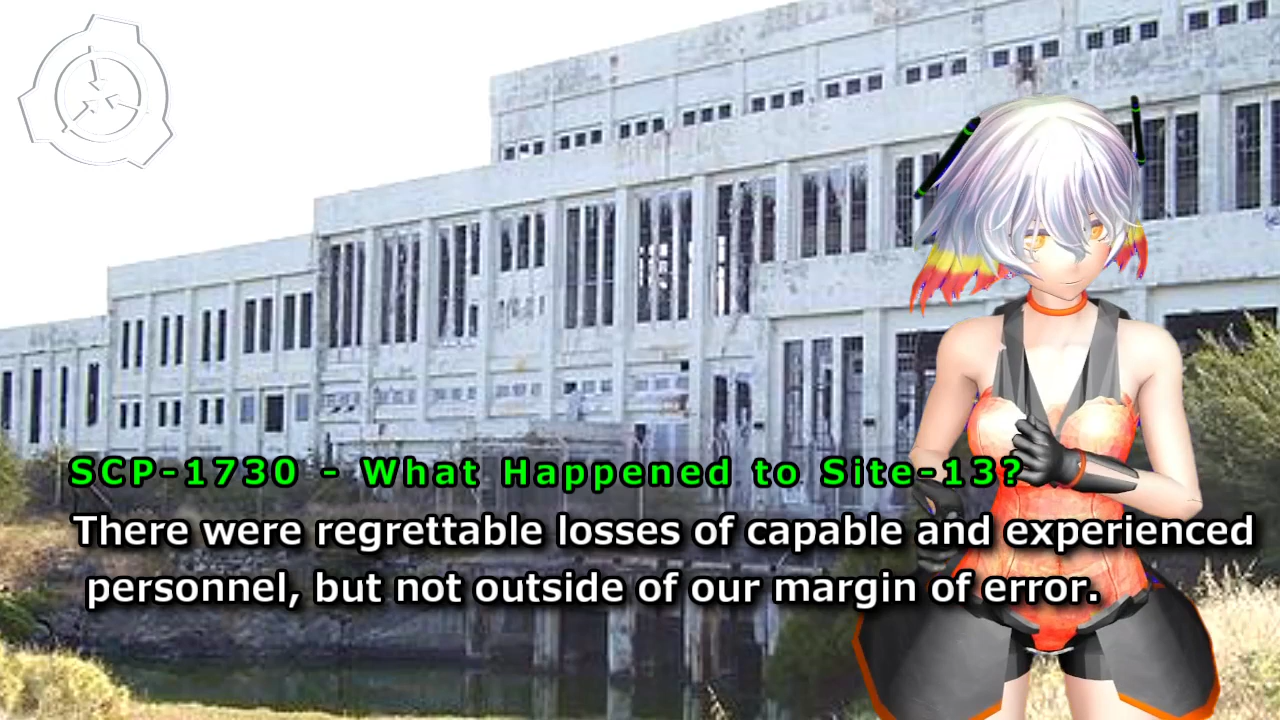 SCP-1730 - What Happened to Site-13?
There were regrettable losses of capable and experienced
personnel, but not outside of our margin of error.